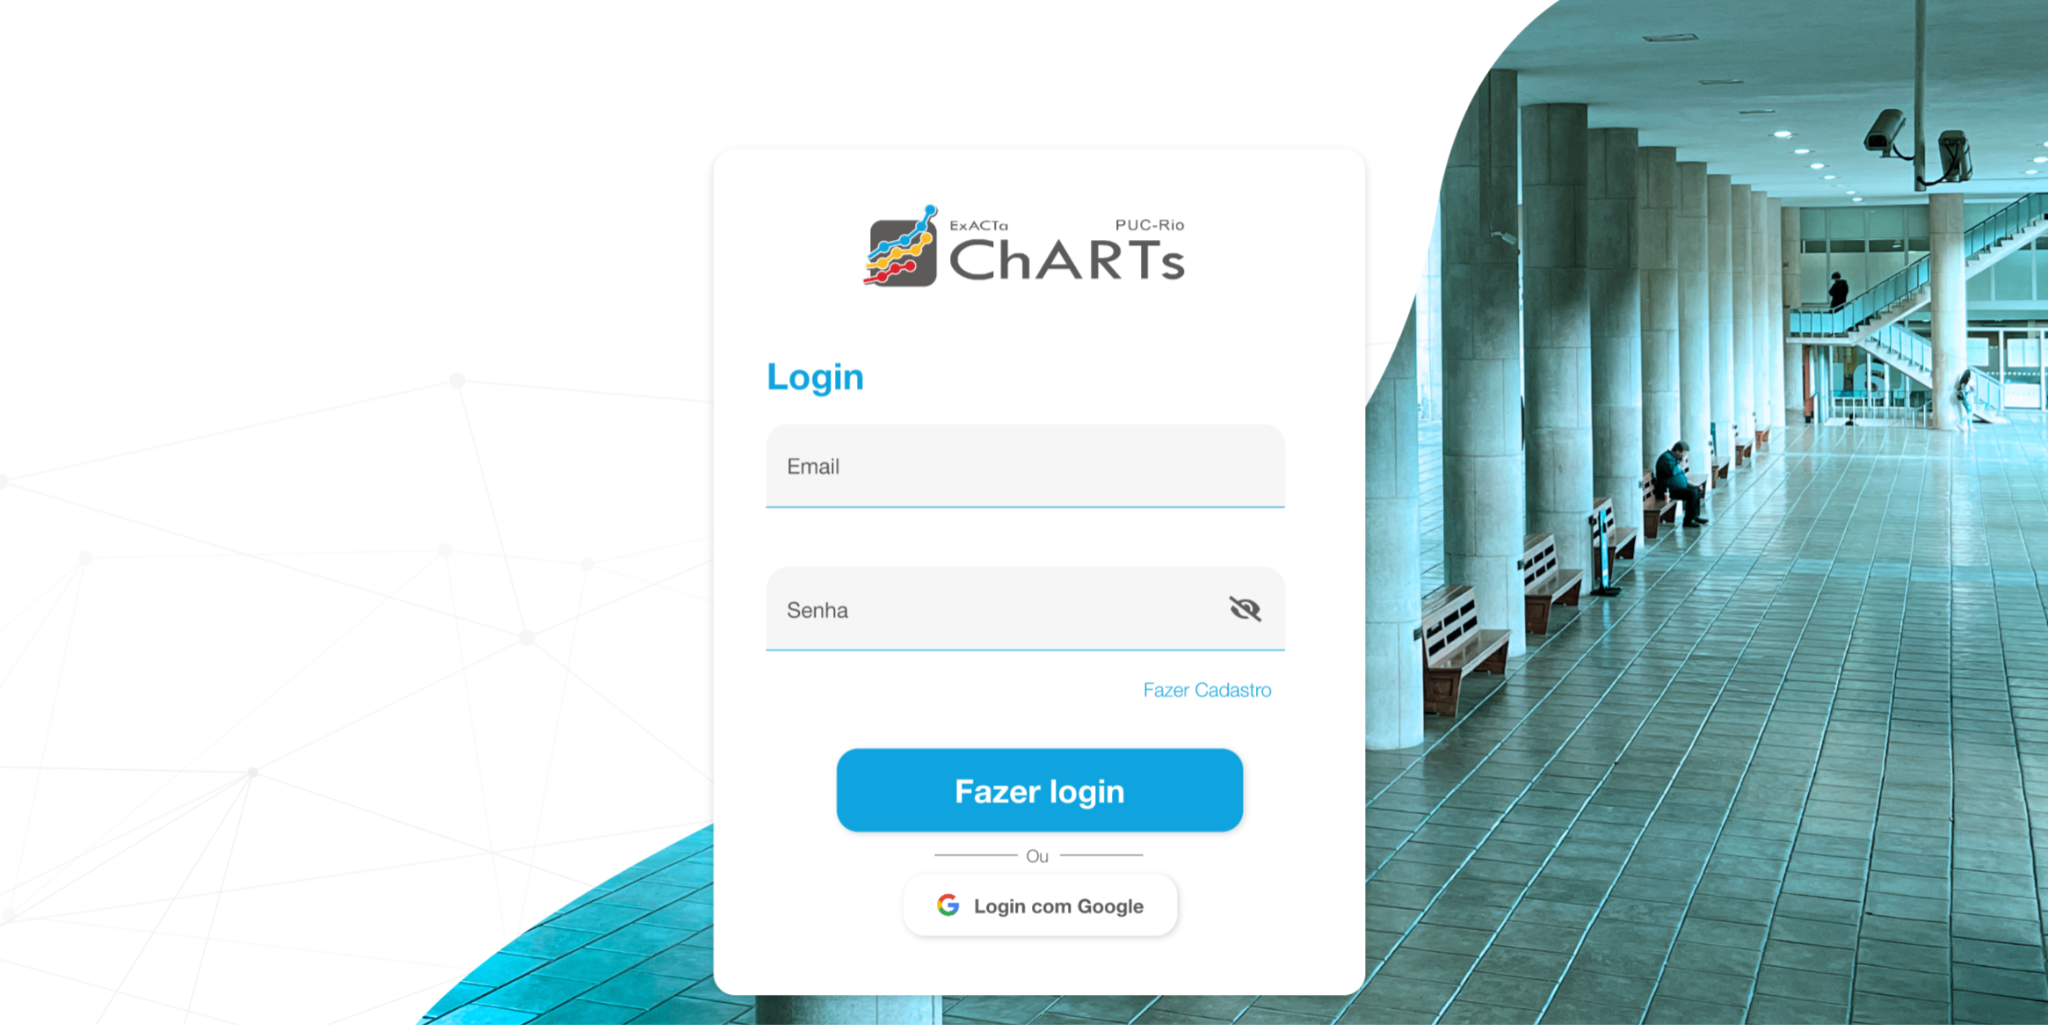 ExACTa PUC-Rio
ChARTs
Login
Email
Senha
Fazer Cadastro
Fazer login
Ou
Login com Google